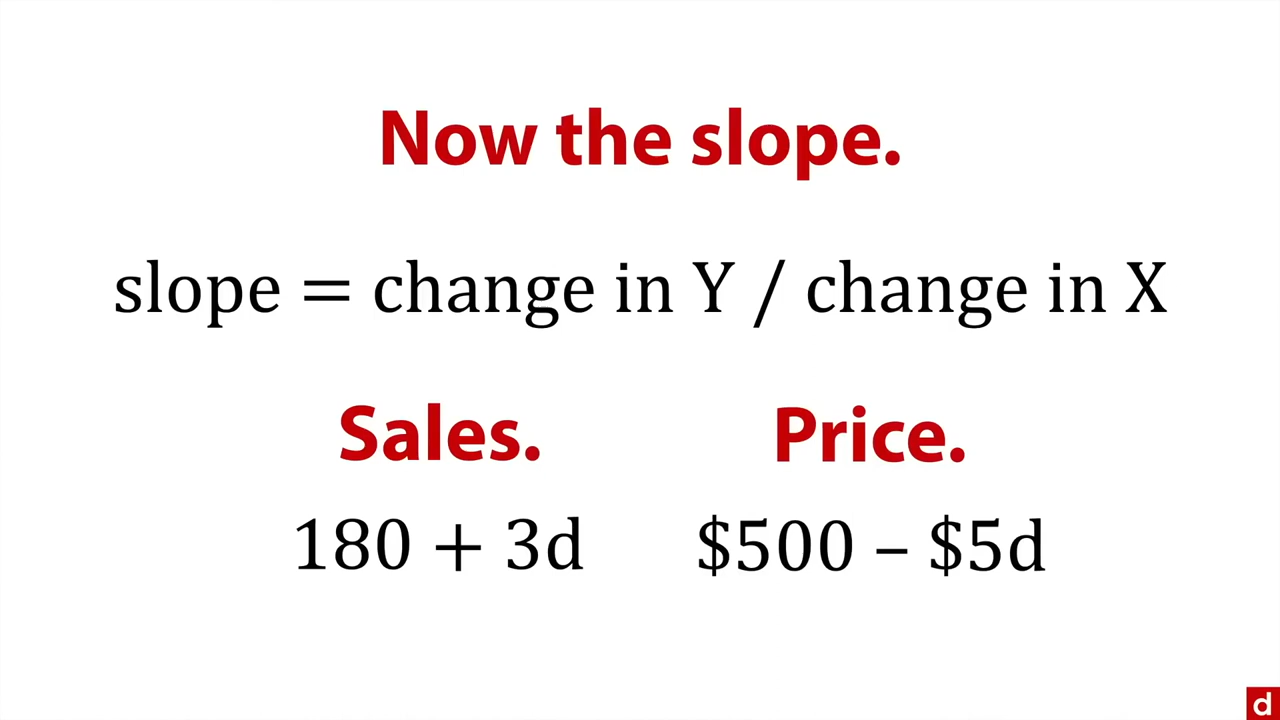 Now the slope.
slope = change in Y / change in X
Sales. Price.
180 + 3d $500 – $5d
d